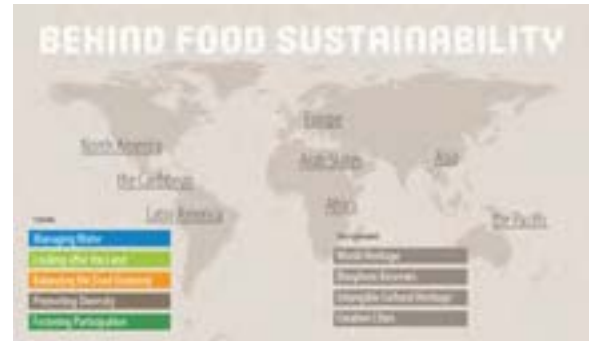 BEHIND FOOD SUSTAINABILITY
Europe
North America
Arab States
Asia
the Caribbean
Africa
Latin America
the Pacific
Managing Water
Looking after the Land
Promoting Diversity
Fostering Participation
World Heritage
Biosphere Reserves
Intangible Cultural Heritage
Creative Cities